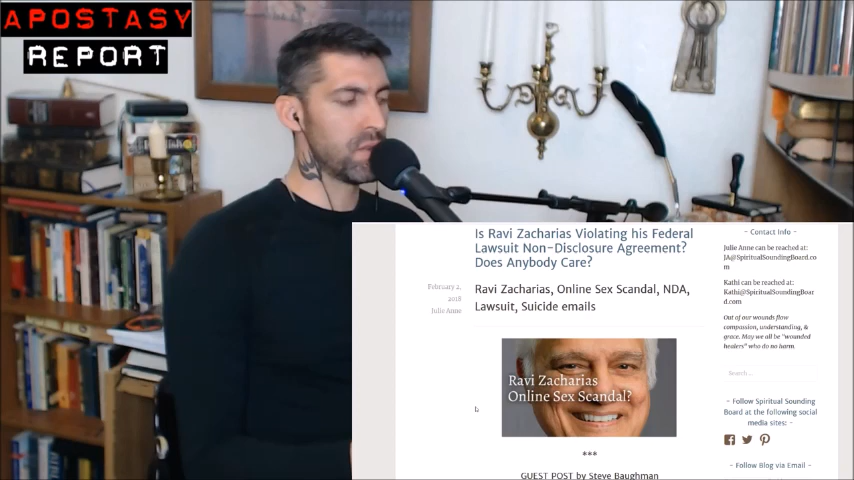 APOSTASY
REPORT
Is Ravi Zacharias Violating his Federal
Lawsuit Non-Disclosure Agreement?
Does Anybody Care?
February 2,
2018
Julie Anne
Ravi Zacharias, Online Sex Scandal, NDA,
Lawsuit, Suicide emails
Ravi Zacharias
Online Sex Scandal?
***
GUEST POST by Steve Baughman
~ Contact Info ~
Julie Anne can be reached at:
JA@SpiritualSoundingBoard.co
m
Kathi can be reached at:
Kathi@SpiritualSoundingBoar
d.com
Out of our wounds flow
compassion, understanding, &
grace. May we all be "wounded
healers" who do no harm.
Search ...
~ Follow Spiritual Sounding
Board at the following social
media sites: ~
~ Follow Blog via Email ~